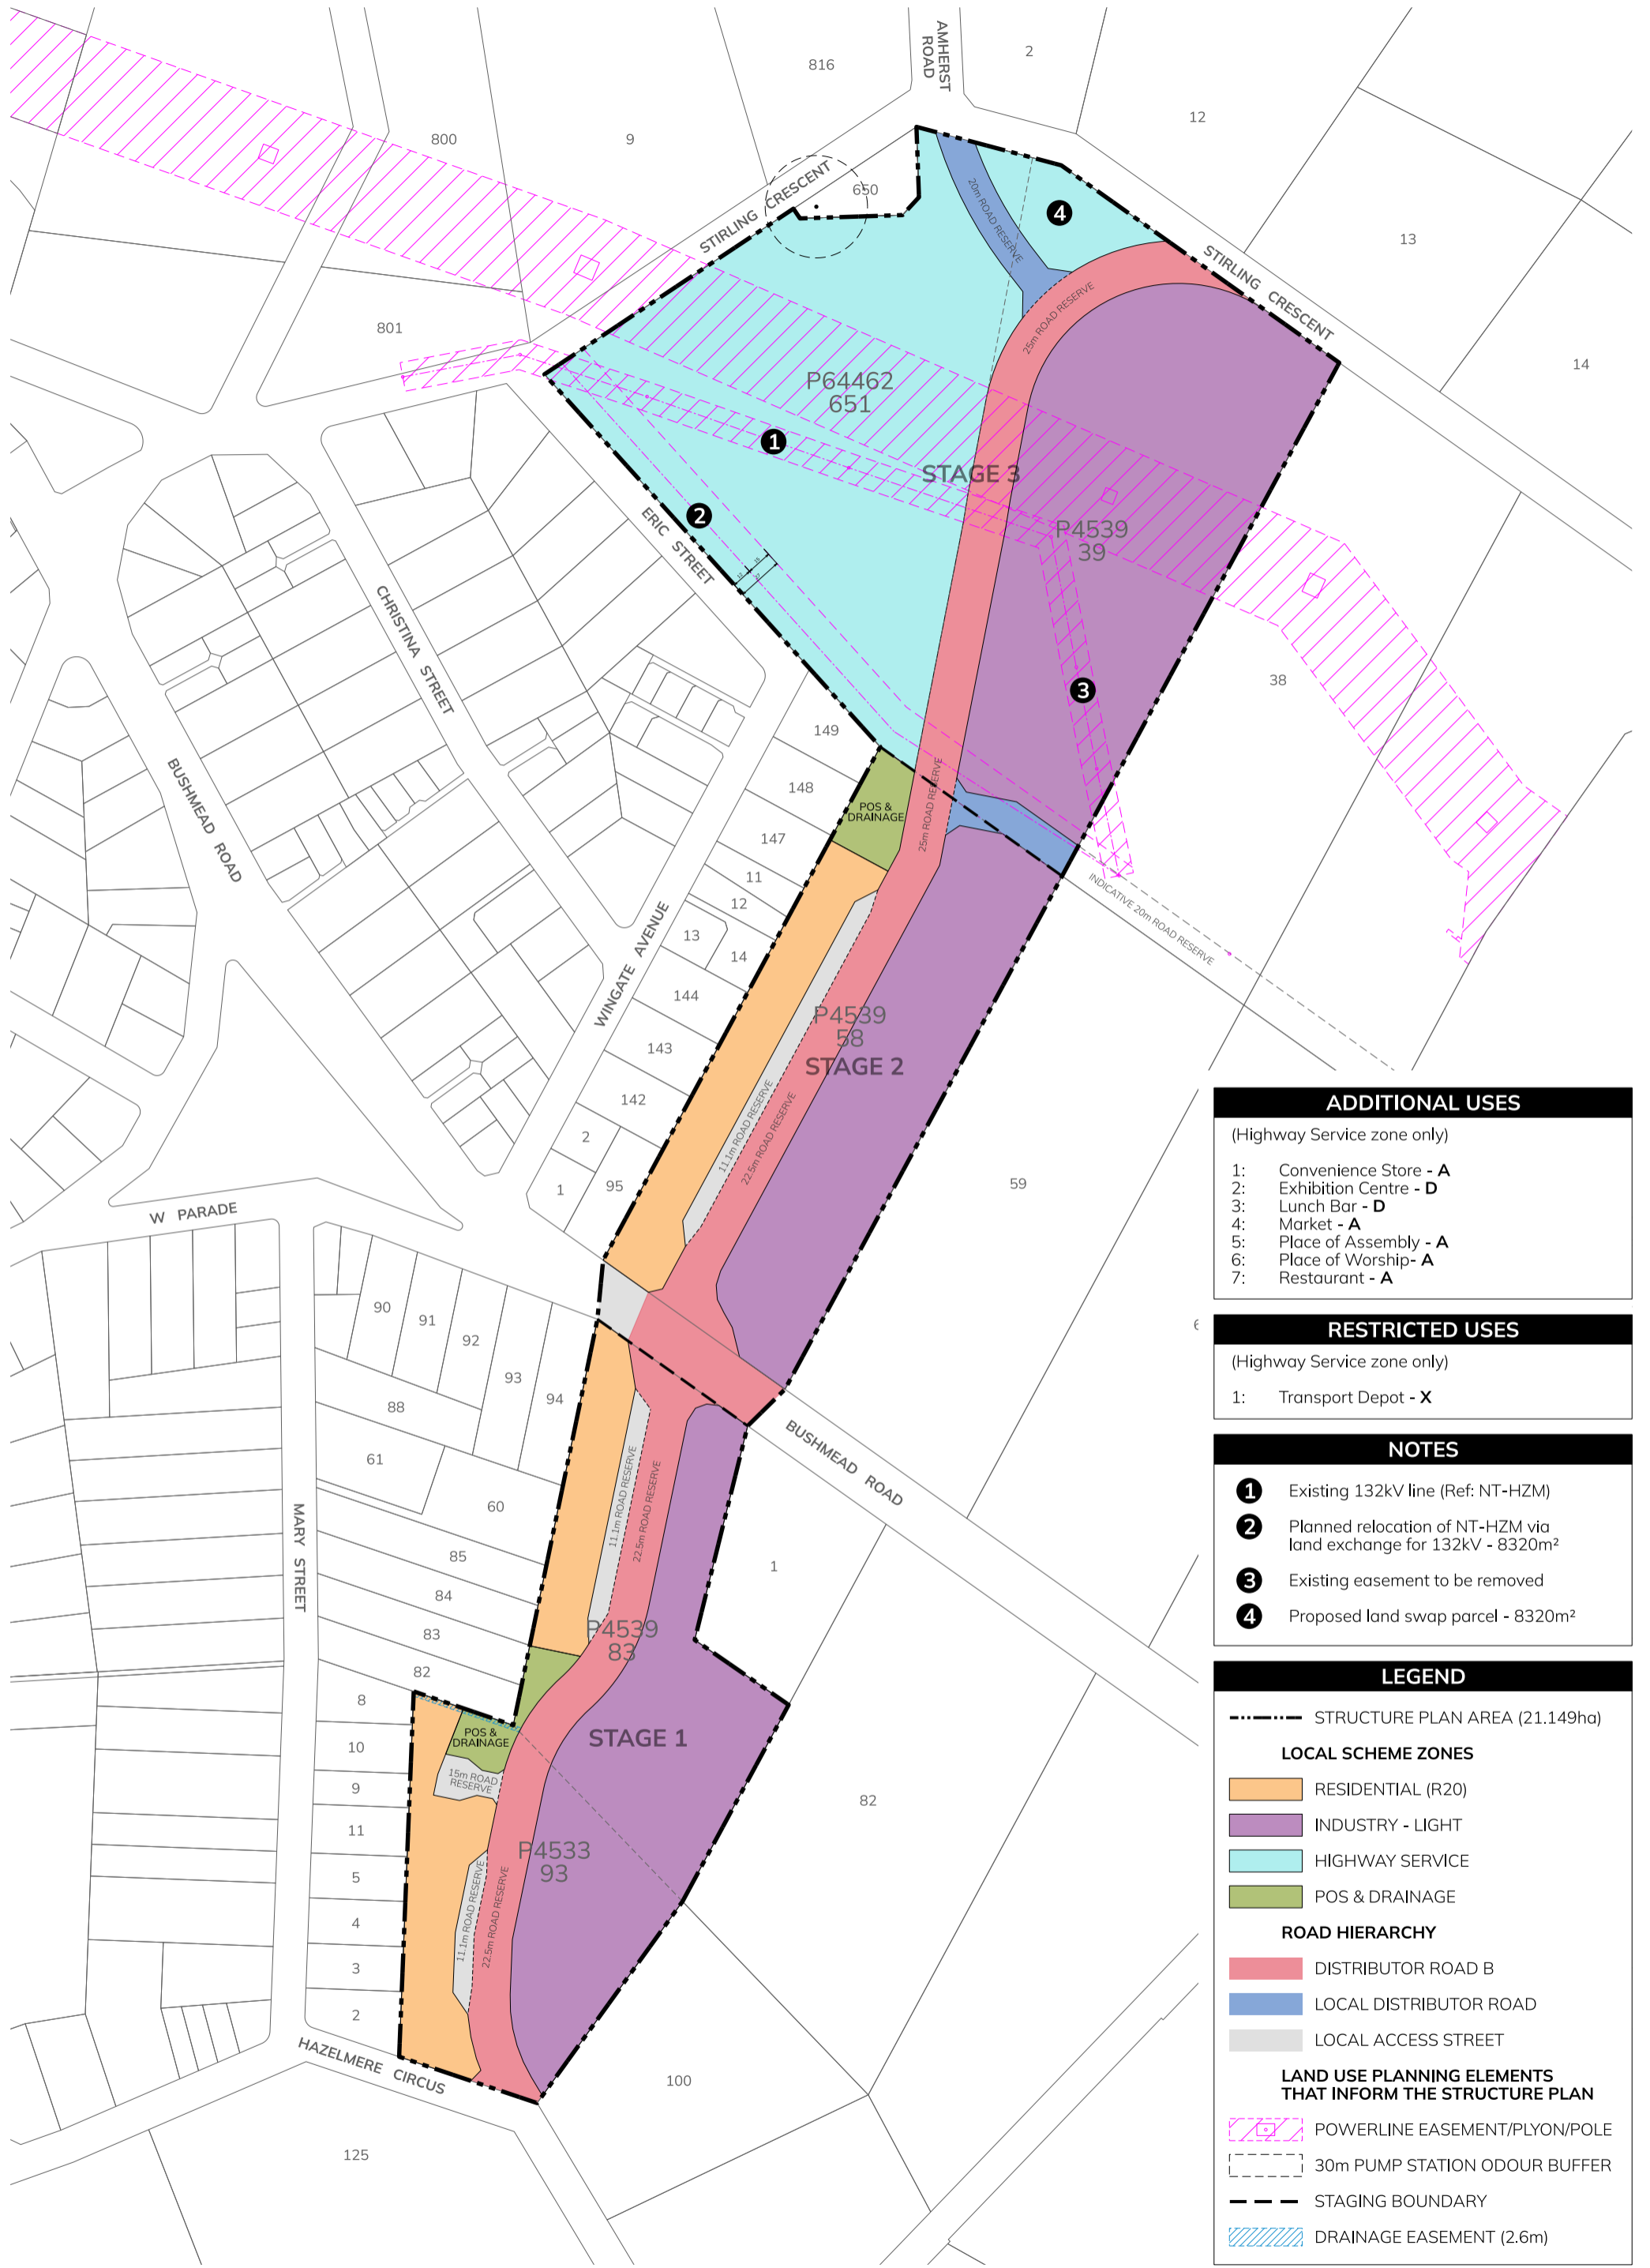 AMHERST
ROAD
2
816
12
800
9
650
STIRLING CRESCENT
20m ROAD RESERVE
4
13
STIRLING CRESCENT
801
25m ROAD RESERVE
14
P64462
651
1
STAGE 3
2
ERIC STREET
P4539
39
CHRISTINA STREET
3
38
149
BUSHMEAD ROAD
148
POS &
DRAINAGE
25m ROAD RESERVE
147
11
INDICATIVE 20m ROAD RESERVE
12
13
14
WINGATE AVENUE
144
P4539
58
143
STAGE 2
142
11.1m ROAD RESERVE
22.5m ROAD RESERVE
2
1
95
59
W PARADE
90
91
92
93
94
88
61
60
BUSHMEAD ROAD
11.1m ROAD RESERVE
22.5m ROAD RESERVE
MARY STREET
85
84
83
82
1
P4539
83
8
10
9
11
5
4
3
2
POS &
DRAINAGE
15m ROAD
RESERVE
STAGE 1
82
P4533
93
11.1m ROAD RESERVE
22.5m ROAD RESERVE
HAZELMERE CIRCUS
100
125
ADDITIONAL USES
(Highway Service zone only)
1: Convenience Store - A
2: Exhibition Centre - D
3: Lunch Bar - D
4: Market - A
5: Place of Assembly - A
6: Place of Worship- A
7: Restaurant - A
RESTRICTED USES
(Highway Service zone only)
1: Transport Depot - X
NOTES
1 Existing 132kV line (Ref: NT-HZM)
2 Planned relocation of NT-HZM via
land exchange for 132kV - 8320m²
3 Existing easement to be removed
4 Proposed land swap parcel - 8320m²
LEGEND
STRUCTURE PLAN AREA (21.149ha)
LOCAL SCHEME ZONES
RESIDENTIAL (R20)
INDUSTRY - LIGHT
HIGHWAY SERVICE
POS & DRAINAGE
ROAD HIERARCHY
DISTRIBUTOR ROAD B
LOCAL DISTRIBUTOR ROAD
LOCAL ACCESS STREET
LAND USE PLANNING ELEMENTS
THAT INFORM THE STRUCTURE PLAN
POWERLINE EASEMENT/PLYON/POLE
30m PUMP STATION ODOUR BUFFER
STAGING BOUNDARY
DRAINAGE EASEMENT (2.6m)